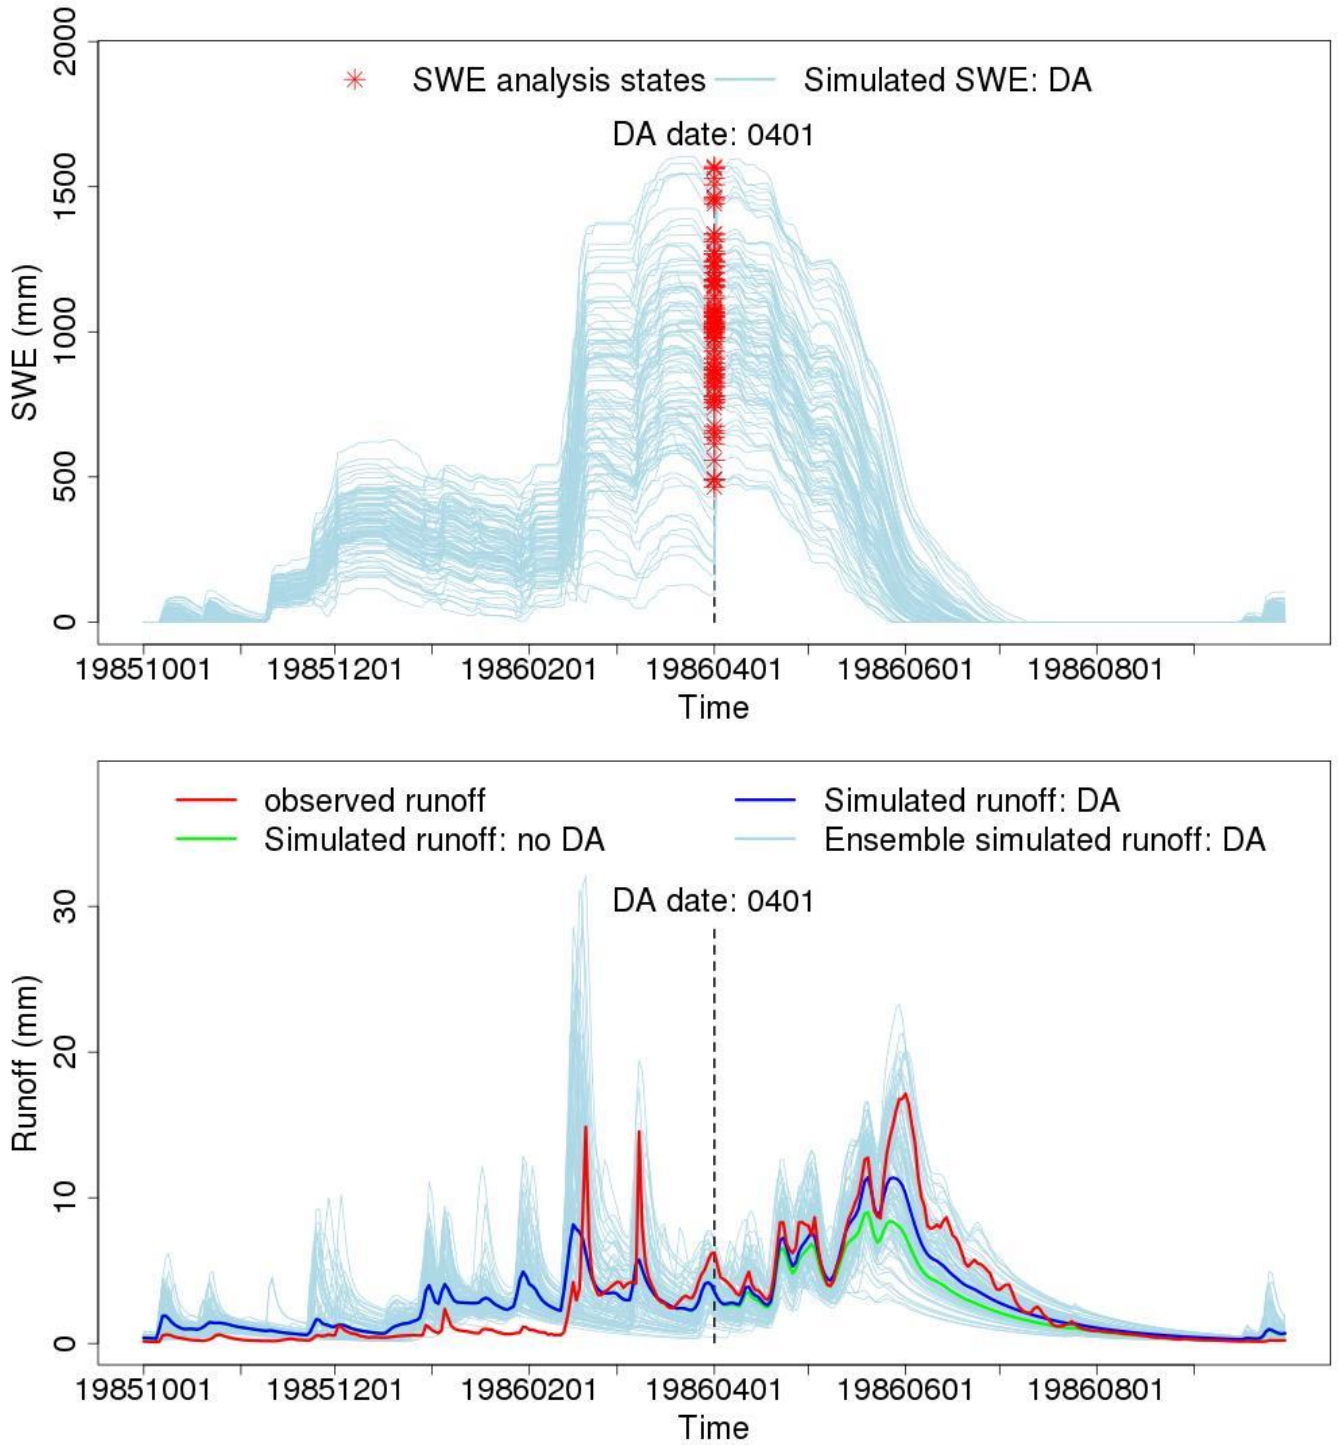 2000
SWE analysis states Simulated SWE: DA
DA date: 0401
1500
1000
500
0
SWE (mm)
19851001 19851201 19860201 19860401 19860601 19860801
Time
observed runoff Simulated runoff: DA
Simulated runoff: no DA Ensemble simulated runoff: DA
DA date: 0401
30
20
10
0
Runoff (mm)
19851001 19851201 19860201 19860401 19860601 19860801
Time